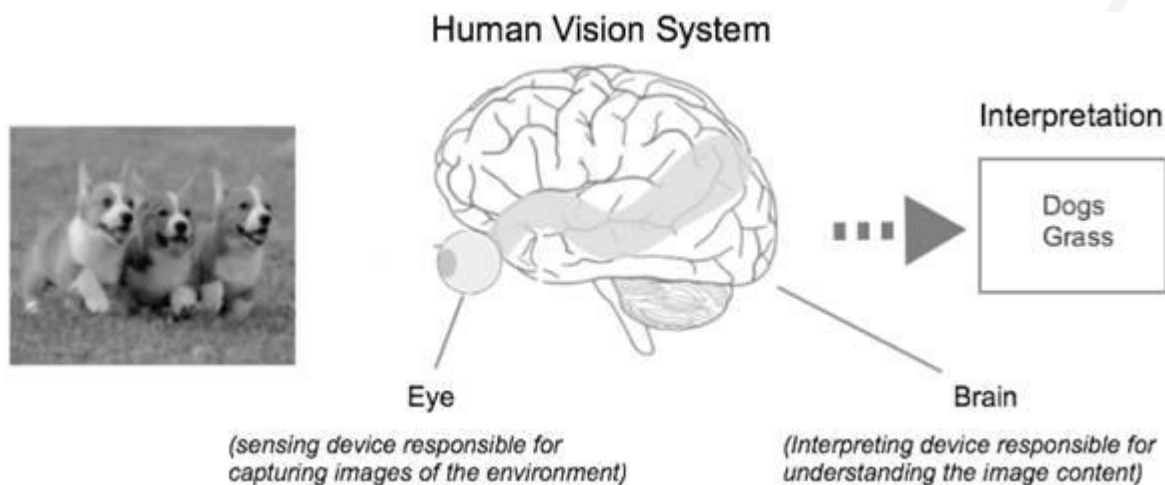 Human Vision System
Interpretation
Dogs
Grass
Eye
Brain
(sensing device responsible for
capturing images of the environment)
(Interpreting device responsible for
understanding the image content)